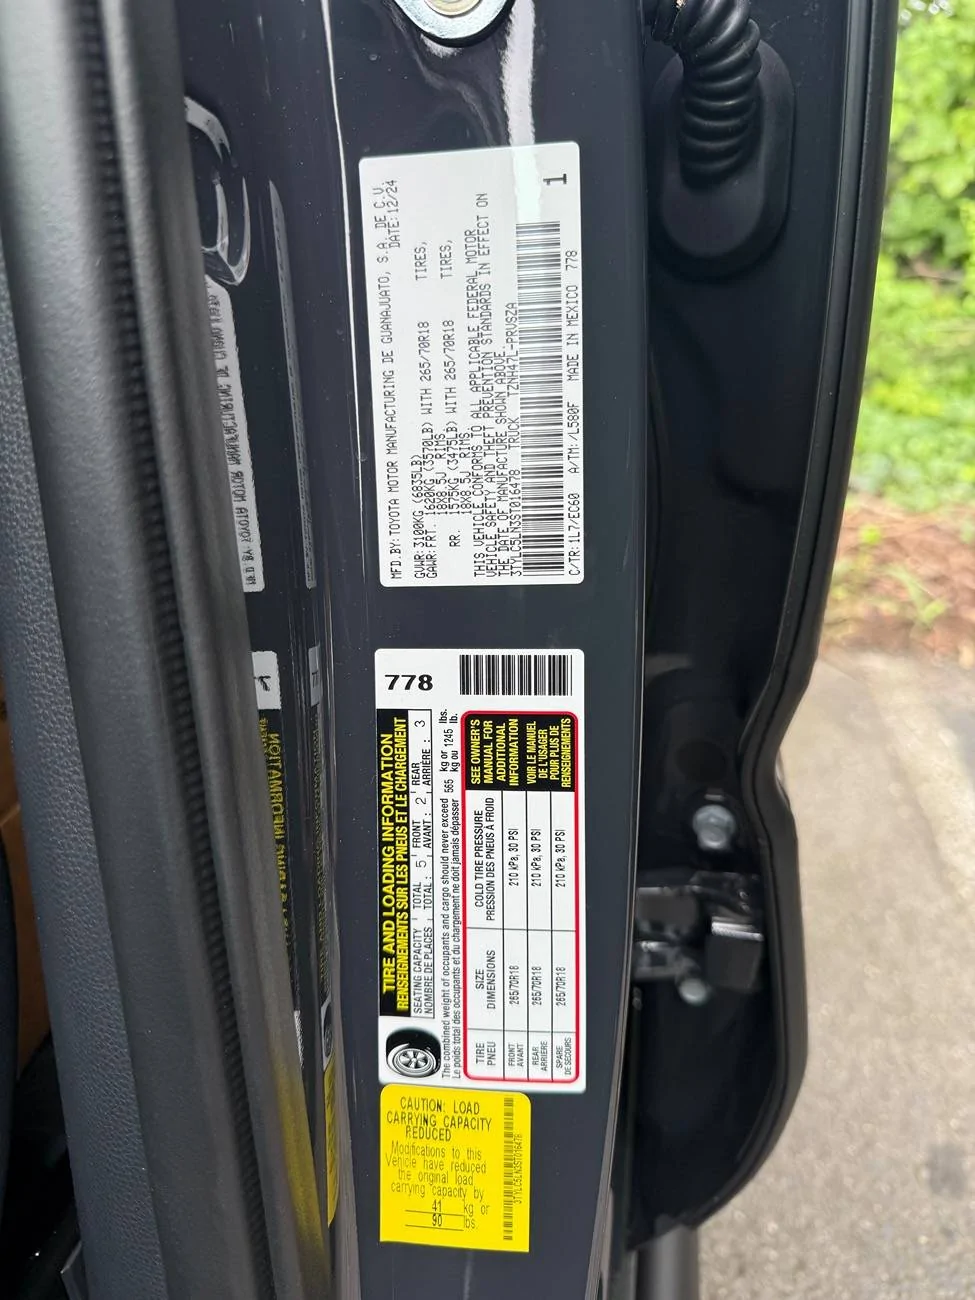 MFD.BY:TOYOTA MOTOR MANUFACTURING DE GUANAJUATO, S.A. DE C.V.
DATE:12/24
GVWR:3100KG (6835LB)
GAWR:FRT. 1620KG (3570LB) WITH 265/70R18 TIRES,
18X8.5J RIMS
RR. 1575KG (3475LB) WITH 265/70R18 TIRES,
18X8.5J RIMS
THIS VEHICLE CONFORMS TO ALL APPLICABLE FEDERAL MOTOR
VEHICLE SAFETY AND THEFT PREVENTION STANDARDS IN EFFECT ON
THE DATE OF MANUFACTURE SHOWN ABOVE.
3TYLC5LN3ST016478 TRUCK TZNH47L-PRVSZA
1
C/TR:1L7/EC60 A/TM:/L580F MADE IN MEXICO 778
778
TIRE AND LOADING INFORMATION
RENSEIGNEMENTS SUR LES PNEUS ET LE CHARGEMENT
SEATING CAPACITY TOTAL 5 FRONT 2 REAR 3
NOMBRE DE PLACES TOTAL: AVANT: ARRIÈRE:
The combined weight of occupants and cargo should never exceed 565 kg or 1245 lbs.
Le poids total des occupants et du chargement ne doit jamais dépasser kg ou lb.
TIRE SIZE COLD TIRE PRESSURE
PNEU DIMENSIONS PRESSION DES PNEUS À FROID
FRONT 265/70R18 210 kPa, 30 PSI
AVANT
REAR 265/70R18 210 kPa, 30 PSI
ARRIÈRE
SPARE 265/70R18 210 kPa, 30 PSI
DE SECOURS
SEE OWNER'S
MANUAL FOR
ADDITIONAL
INFORMATION
VOIR LE MANUEL
DE L'USAGER
POUR PLUS DE
RENSEIGNEMENTS
CAUTION: LOAD
CARRYING CAPACITY
REDUCED
Modifications to this
Vehicle have reduced
the original load
carrying capacity by
41 kg or
90 lbs.
3TYLC5LN3ST016478